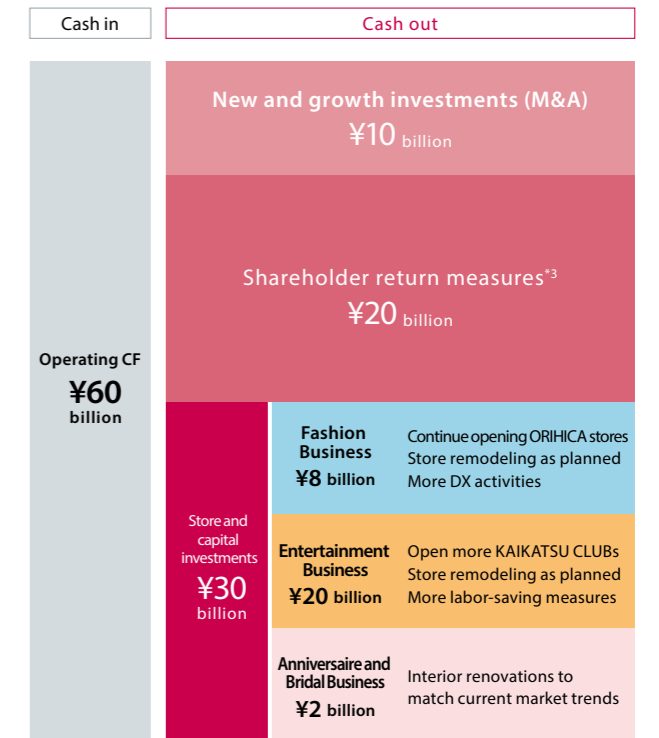 Cash in
Cash out
New and growth investments (M&A)
¥10 billion
Shareholder return measures*3
¥20 billion
Operating CF
¥60
billion
Store and
capital
investments
¥30
billion
Fashion
Business
¥8 billion
Continue opening ORIHICA stores
Store remodeling as planned
More DX activities
Entertainment
Business
¥20 billion
Open more KAIKATSU CLUBs
Store remodeling as planned
More labor-saving measures
Anniversaire and
Bridal Business
¥2 billion
Interior renovations to
match current market trends